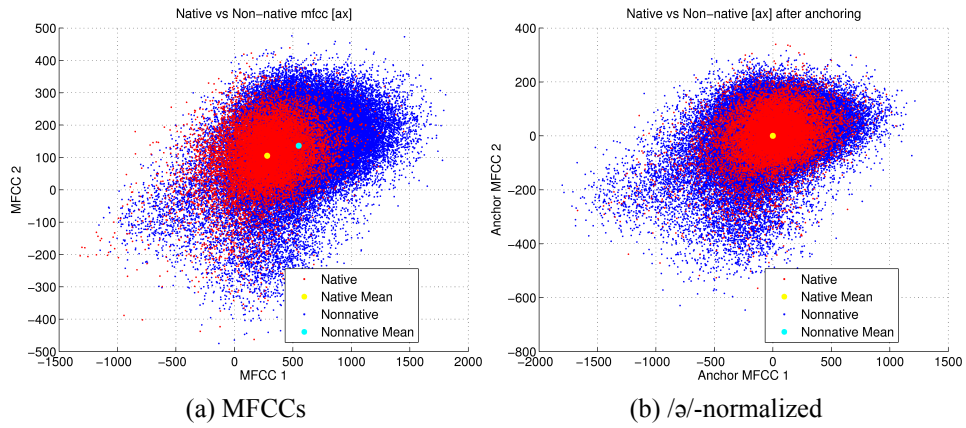 Native vs Non-native mfcc [ax]
500
400
300
200
100
0
−100
−200
−300
−400
−500
MFCC 2
−1500
−1000
−500
0
500
1000
1500
2000
MFCC 1
Native
Native Mean
Nonnative
Nonnative Mean
(a) MFCCs
Native vs Non-native [ax] after anchoring
400
200
0
−200
−400
−600
−800
Anchor MFCC 2
−2000
−1500
−1000
−500
0
500
1000
1500
Anchor MFCC 1
Native
Native Mean
Nonnative
Nonnative Mean
(b) /ə/-normalized